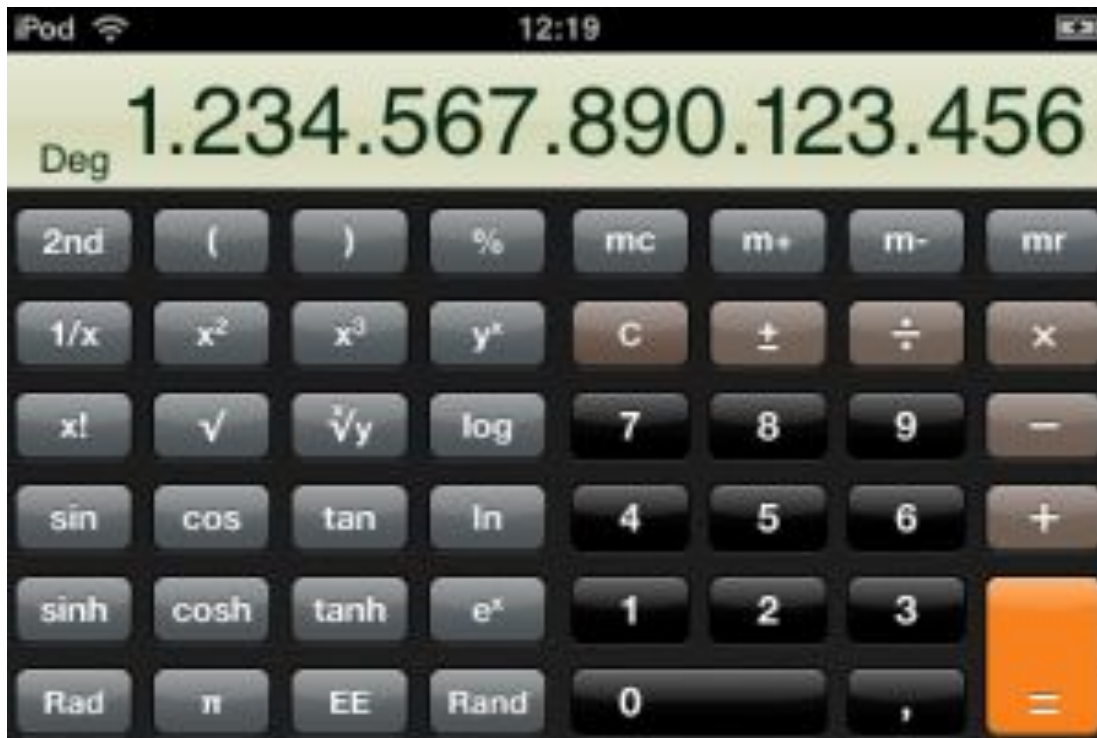 iPod 12:19
Deg 1.234.567.890.123.456
2nd ( ) % mc m+ m- mr
1/x x² x³ yˣ C ± ÷ ×
x! √ ˣ√y log 7 8 9 −
sin cos tan ln 4 5 6 +
sinh cosh tanh eˣ 1 2 3
Rad π EE Rand 0 , =